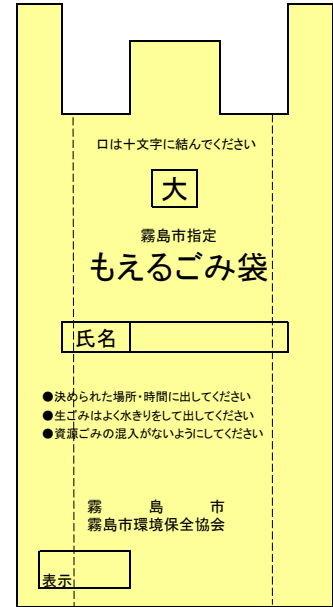 口は十文字に結んでください
大
霧島市指定
もえるごみ袋
氏名
●決められた場所・時間に出してください
●生ごみはよく水きりをして出してください
●資源ごみの混入がないようにしてください
霧　島　市
霧島市環境保全協会
表示